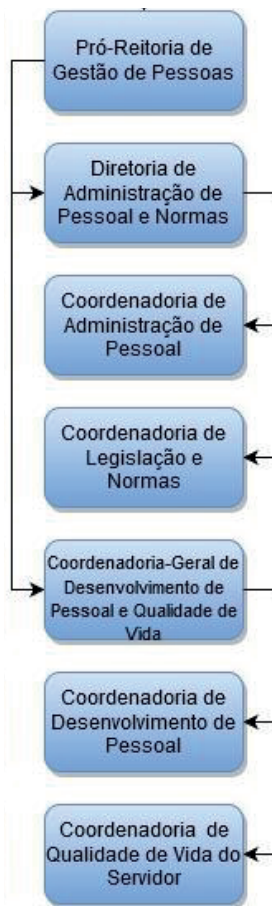 Pró-Reitoria de
Gestão de Pessoas
Diretoria de
Administração de
Pessoal e Normas
Coordenadoria de
Administração de
Pessoal
Coordenadoria de
Legislação e
Normas
Coordenadoria-Geral de
Desenvolvimento de
Pessoal e Qualidade de
Vida
Coordenadoria de
Desenvolvimento de
Pessoal
Coordenadoria de
Qualidade de Vida do
Servidor